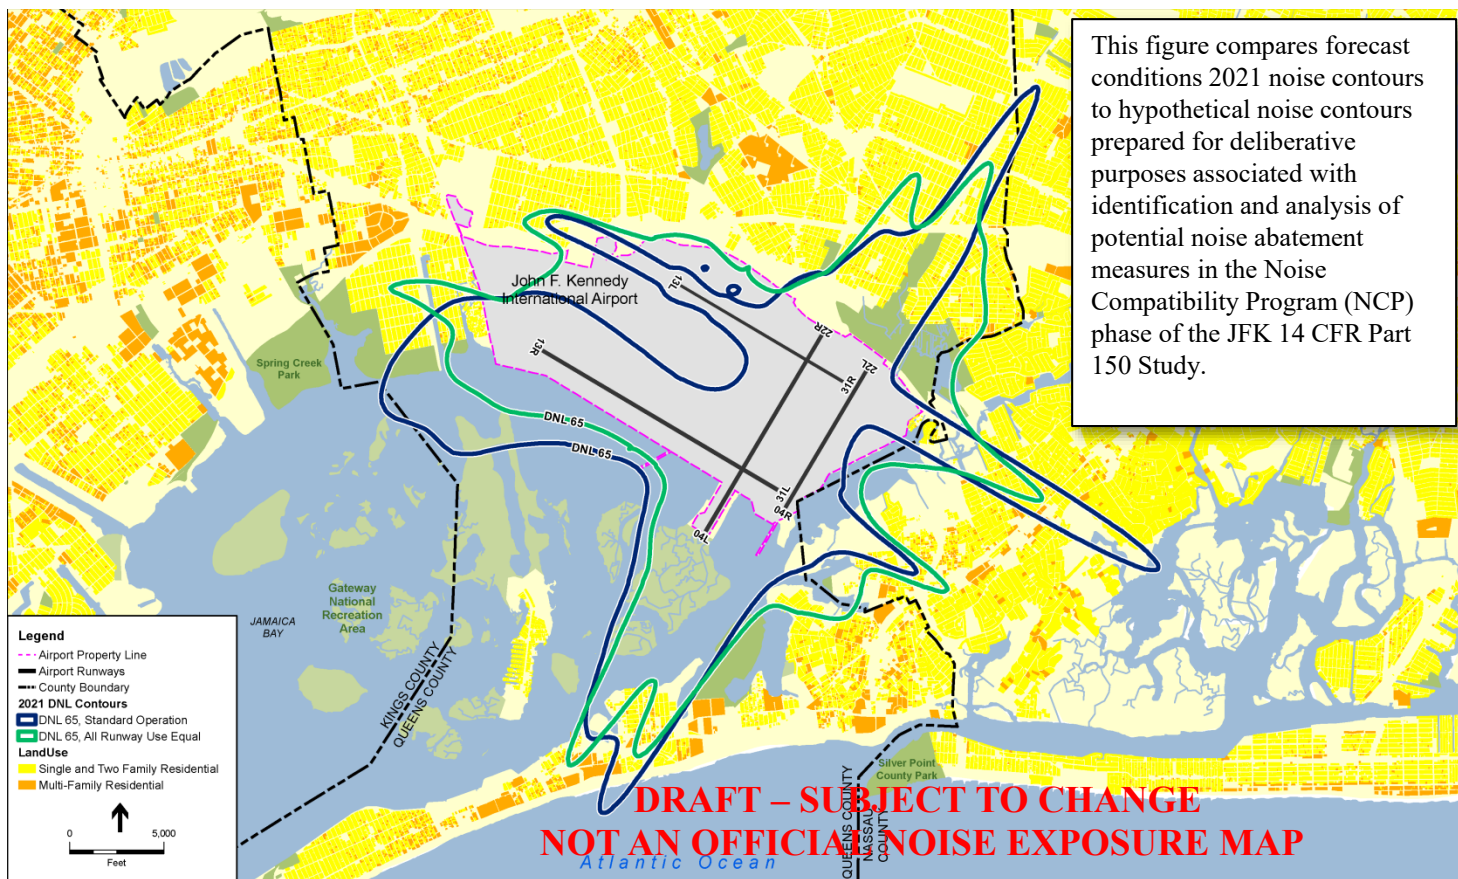 This figure compares forecast
conditions 2021 noise contours
to hypothetical noise contours
prepared for deliberative
purposes associated with
identification and analysis of
potential noise abatement
measures in the Noise
Compatibility Program (NCP)
phase of the JFK 14 CFR Part
150 Study.
John F. Kennedy
International Airport
13L
22R
22L
31R
13R
31L
04R
04L
DNL 65
DNL 65
Spring Creek
Park
Gateway
National
Recreation
Area
JAMAICA
BAY
KINGS COUNTY
QUEENS COUNTY
Silver Point
County Park
QUEENS COUNTY
NASSAU
COUNTY
DRAFT – SUBJECT TO CHANGE
NOT AN OFFICIAL NOISE EXPOSURE MAP
Atlantic Ocean
Legend
Airport Property Line
Airport Runways
County Boundary
2021 DNL Contours
DNL 65, Standard Operation
DNL 65, All Runway Use Equal
LandUse
Single and Two Family Residential
Multi-Family Residential
0 5,000
Feet